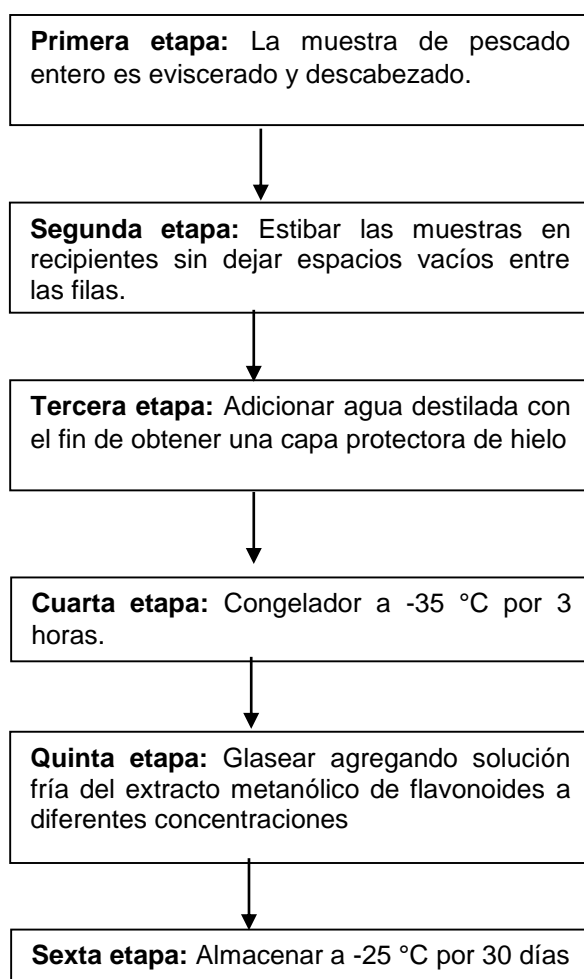 Primera etapa: La muestra de pescado
entero es eviscerado y descabezado.
Segunda etapa: Estibar las muestras en
recipientes sin dejar espacios vacíos entre
las filas.
Tercera etapa: Adicionar agua destilada con
el fin de obtener una capa protectora de hielo
Cuarta etapa: Congelador a -35 °C por 3
horas.
Quinta etapa: Glasear agregando solución
fría del extracto metanólico de flavonoides a
diferentes concentraciones
Sexta etapa: Almacenar a -25 °C por 30 días